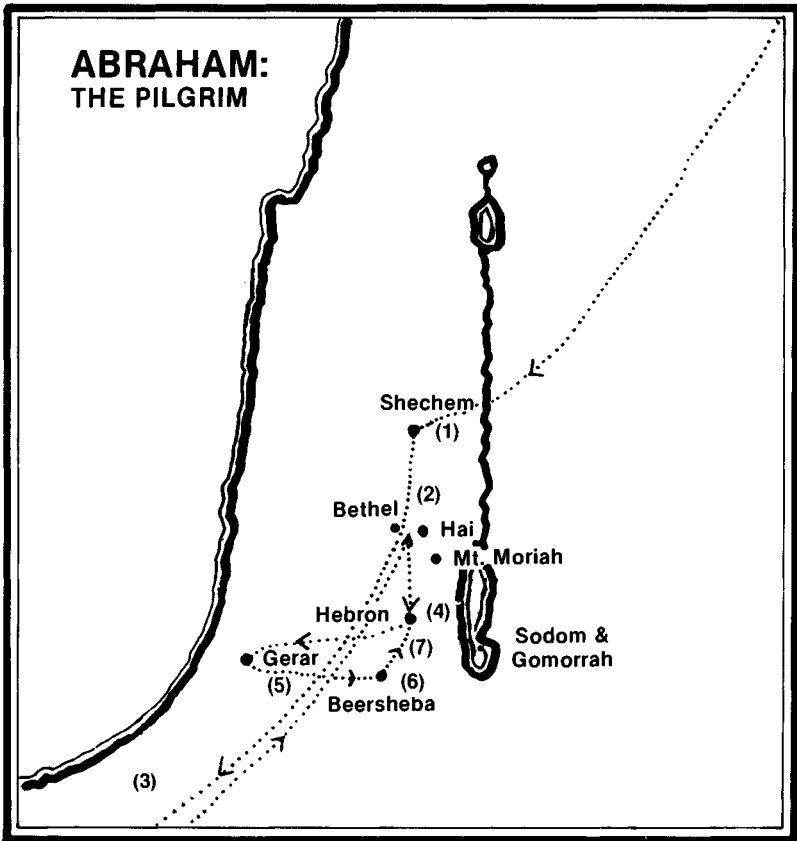 ABRAHAM:
THE PILGRIM
Shechem
(1)
(2)
Bethel
Hai
Mt. Moriah
Hebron
(4)
(7)
Sodom &
Gomorrah
Gerar
(5)
(6)
Beersheba
(3)